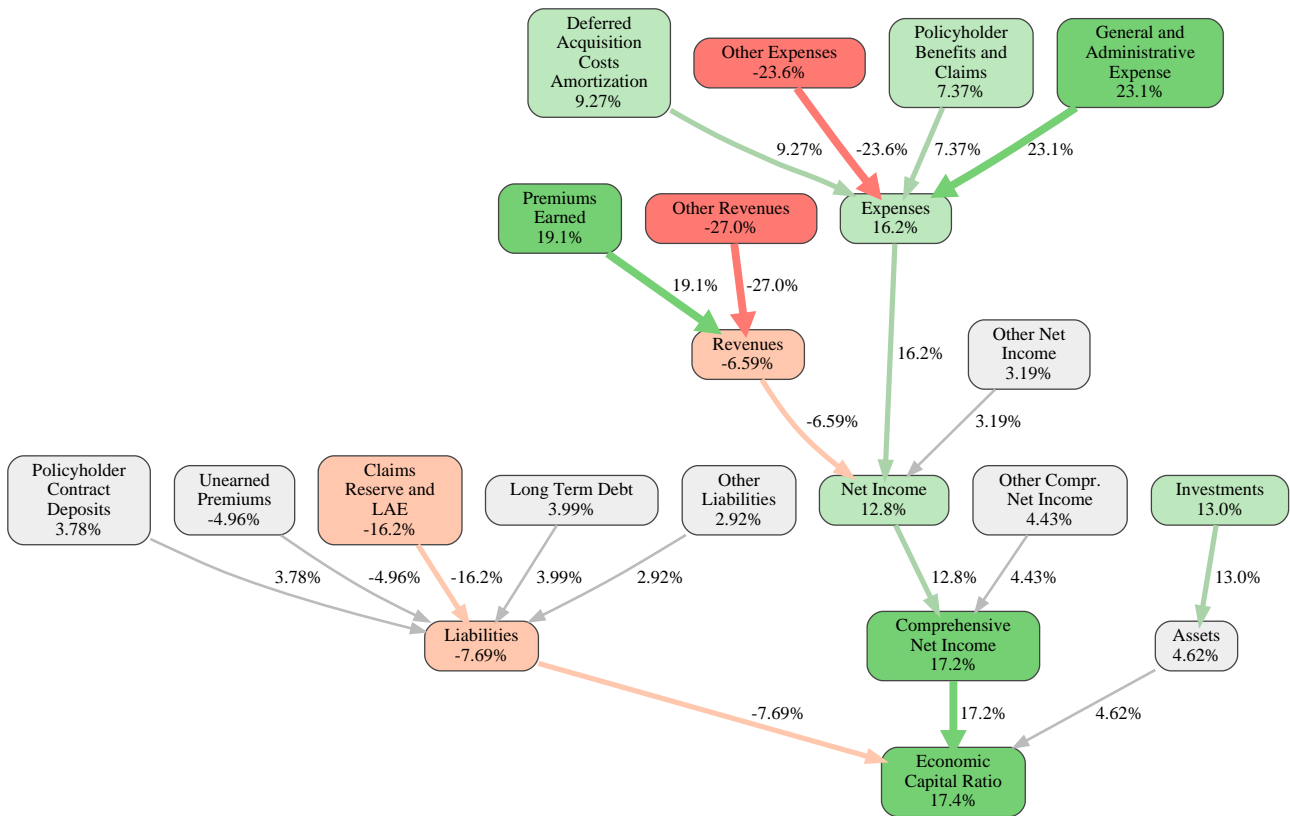 Deferred
Acquisition
Costs
Amortization
9.27%
Other Expenses
-23.6%
Policyholder
Benefits and
Claims
7.37%
General and
Administrative
Expense
23.1%
9.27%
-23.6%
7.37%
23.1%
Premiums
Earned
19.1%
Other Revenues
-27.0%
Expenses
16.2%
19.1%
-27.0%
Revenues
-6.59%
16.2%
Other Net
Income
3.19%
-6.59%
3.19%
Policyholder
Contract
Deposits
3.78%
Unearned
Premiums
-4.96%
Claims
Reserve and
LAE
-16.2%
Long Term Debt
3.99%
Other
Liabilities
2.92%
Net Income
12.8%
Other Compr.
Net Income
4.43%
Investments
13.0%
3.78%
-4.96%
-16.2%
3.99%
2.92%
12.8%
4.43%
13.0%
Liabilities
-7.69%
Comprehensive
Net Income
17.2%
Assets
4.62%
-7.69%
17.2%
4.62%
Economic
Capital Ratio
17.4%